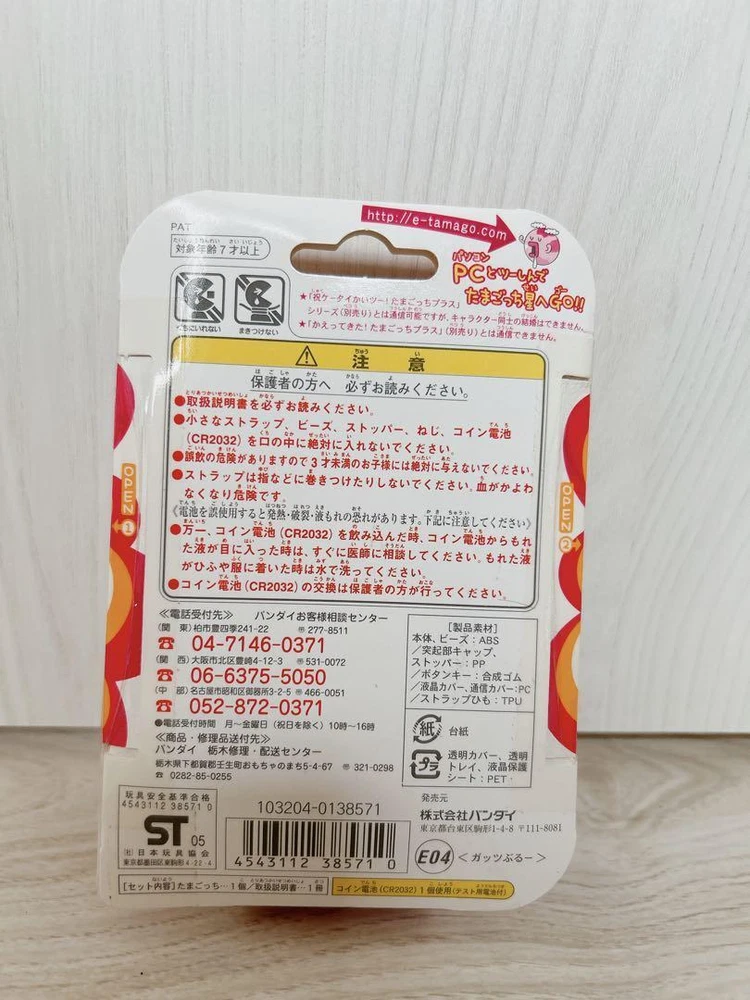 PAT
対象年齢7才以上
http://e-tamago.com
パソコン
PCとツーしんで
たまごっち星へGO!!
くちにいれない
まきつけない
★「祝ケータイかいツー!たまごっちプラス」
シリーズ(別売り)とは通信可能ですが、キャラクター同士の結婚はできません。
★「かえってきた!たまごっちプラス」(別売り)とは通信できません。
注意
保護者の方へ 必ずお読みください。
●取扱説明書を必ずお読みください。
●小さなストラップ、ビーズ、ストッパー、ねじ、コイン電池
(CR2032)を口の中に絶対に入れないでください。
●誤飲の危険がありますので3才未満のお子様には絶対に与えないでください。
●ストラップは指などに巻きつけたりしないでください。血がかよわ
なくなり危険です。
《電池を誤使用すると発熱・破裂・液もれの恐れがあります。下記に注意してください》
●万一、コイン電池(CR2032)を飲み込んだ時、コイン電池からもれ
た液が目に入った時は、すぐに医師に相談してください。もれた液
がひふや服に着いた時は水で洗ってください。
●コイン電池(CR2032)の交換は保護者の方が行ってください。
OPEN
1
OPEN
2
≪電話受付先≫ バンダイお客様相談センター
(関 東)柏市豊四季241-22 〒277-8511
☎ 04-7146-0371
(関 西)大阪市北区豊崎4-12-3 〒531-0072
☎ 06-6375-5050
(中 部)名古屋市昭和区御器所3-2-5 〒466-0051
☎ 052-872-0371
●電話受付時間 月~金曜日(祝日を除く)10時~16時
≪商品・修理品送付先≫
バンダイ 栃木修理・配送センター
栃木県下都賀郡壬生町おもちゃのまち5-4-67 〒321-0298
☎ 0282-85-0255
[製品素材]
本体、ビーズ:ABS
/突起部キャップ、
ストッパー:PP
/ボタンキー:合成ゴム
/液晶カバー、通信カバー:PC
/ストラップひも:TPU
紙
台紙
プラ
透明カバー、透明
トレイ、液晶保護
シート:PET
玩具安全基準合格
4543112 38571 0
ST 05
(社)日本玩具協会
東京都墨田区東駒形4-22-4
103204-0138571
4543112 385710
発売元
株式会社バンダイ
東京都台東区駒形1-4-8 〒111-8081
E04
<ガッツぶるー>
[セット内容]たまごっち…1個/取扱説明書…1冊
コイン電池(CR2032)1個使用(テスト用電池付)